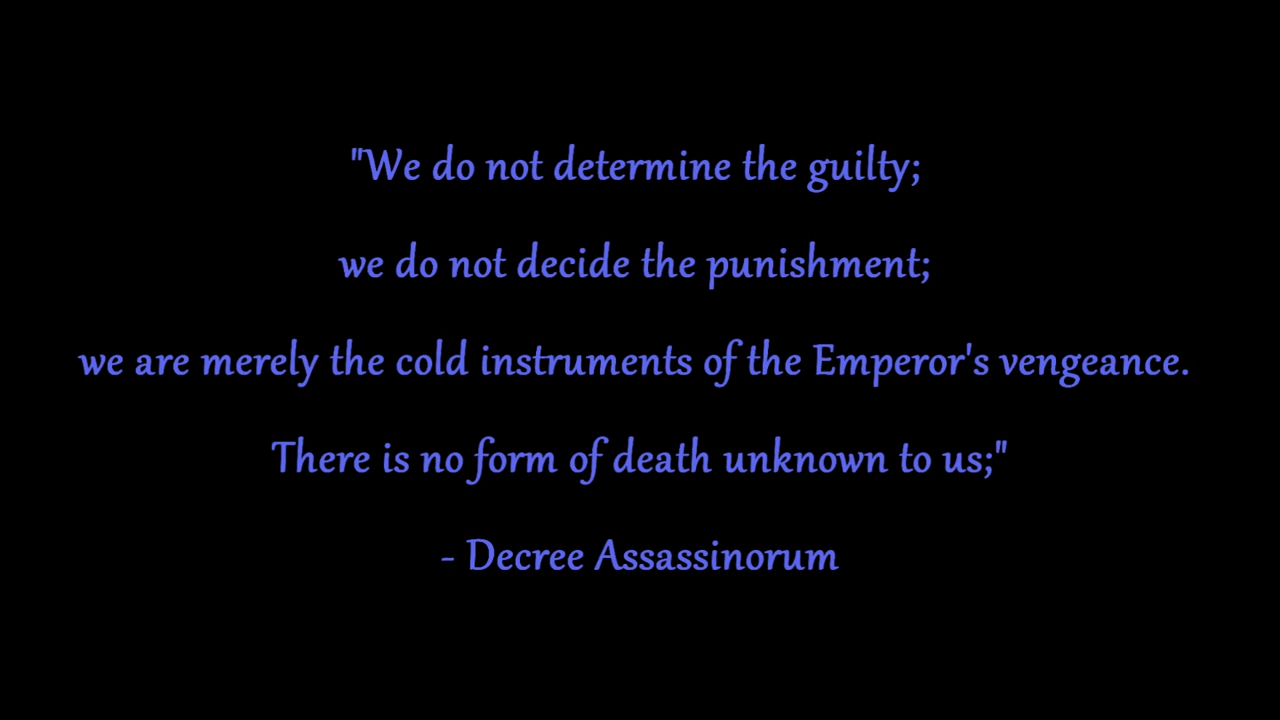 "We do not determine the guilty;
we do not decide the punishment;
we are merely the cold instruments of the Emperor's vengeance.
There is no form of death unknown to us;"
- Decree Assassinorum